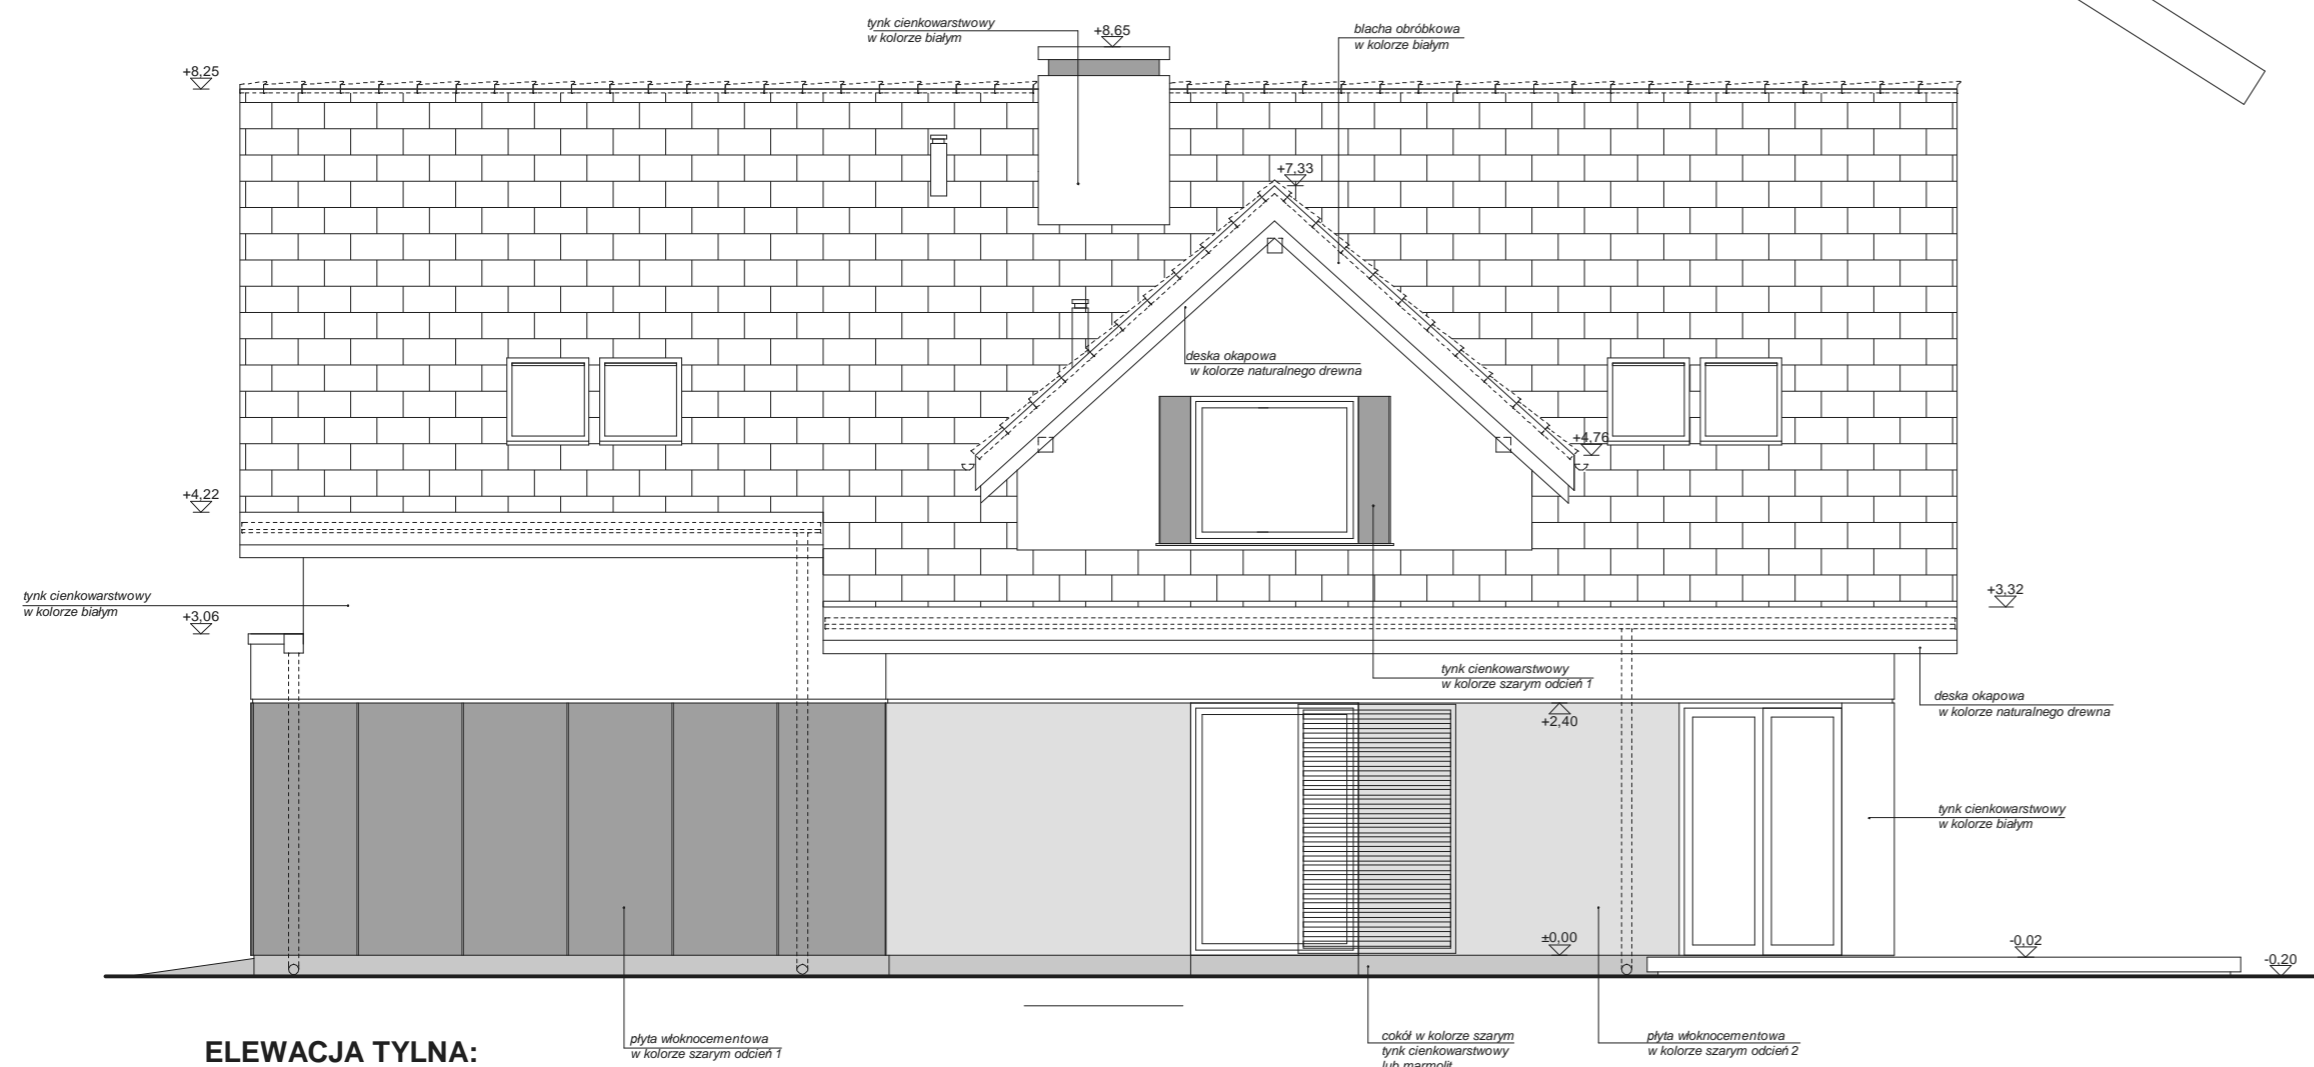 tynk cienkowarstwowy
w kolorze białym
+8,65
blacha obróbkowa
w kolorze białym
+8,25
+7,33
deska okapowa
w kolorze naturalnego drewna
+4,76
+4,22
tynk cienkowarstwowy
w kolorze białym
+3,06
+3,32
tynk cienkowarstwowy
w kolorze szarym odcień 1
deska okapowa
w kolorze naturalnego drewna
+2,40
tynk cienkowarstwowy
w kolorze białym
±0,00
-0,02
-0,20
płyta włoknocementowa
w kolorze szarym odcień 1
cokół w kolorze szarym
tynk cienkowarstwowy
lub marmolit
płyta włoknocementowa
w kolorze szarym odcień 2
ELEWACJA TYLNA: